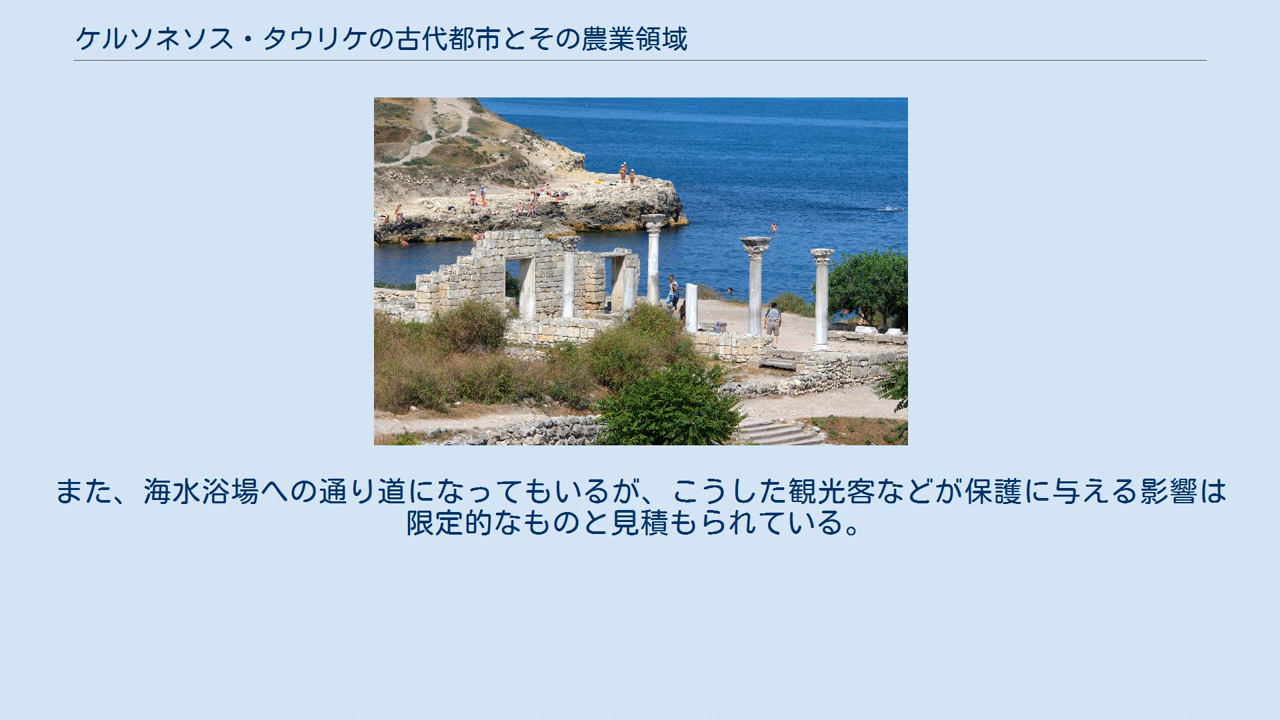 ケルソネソス・タウリケの古代都市とその農業領域
また、海水浴場への通り道になってもいるが、こうした観光客などが保護に与える影響は
限定的なものと見積もられている。